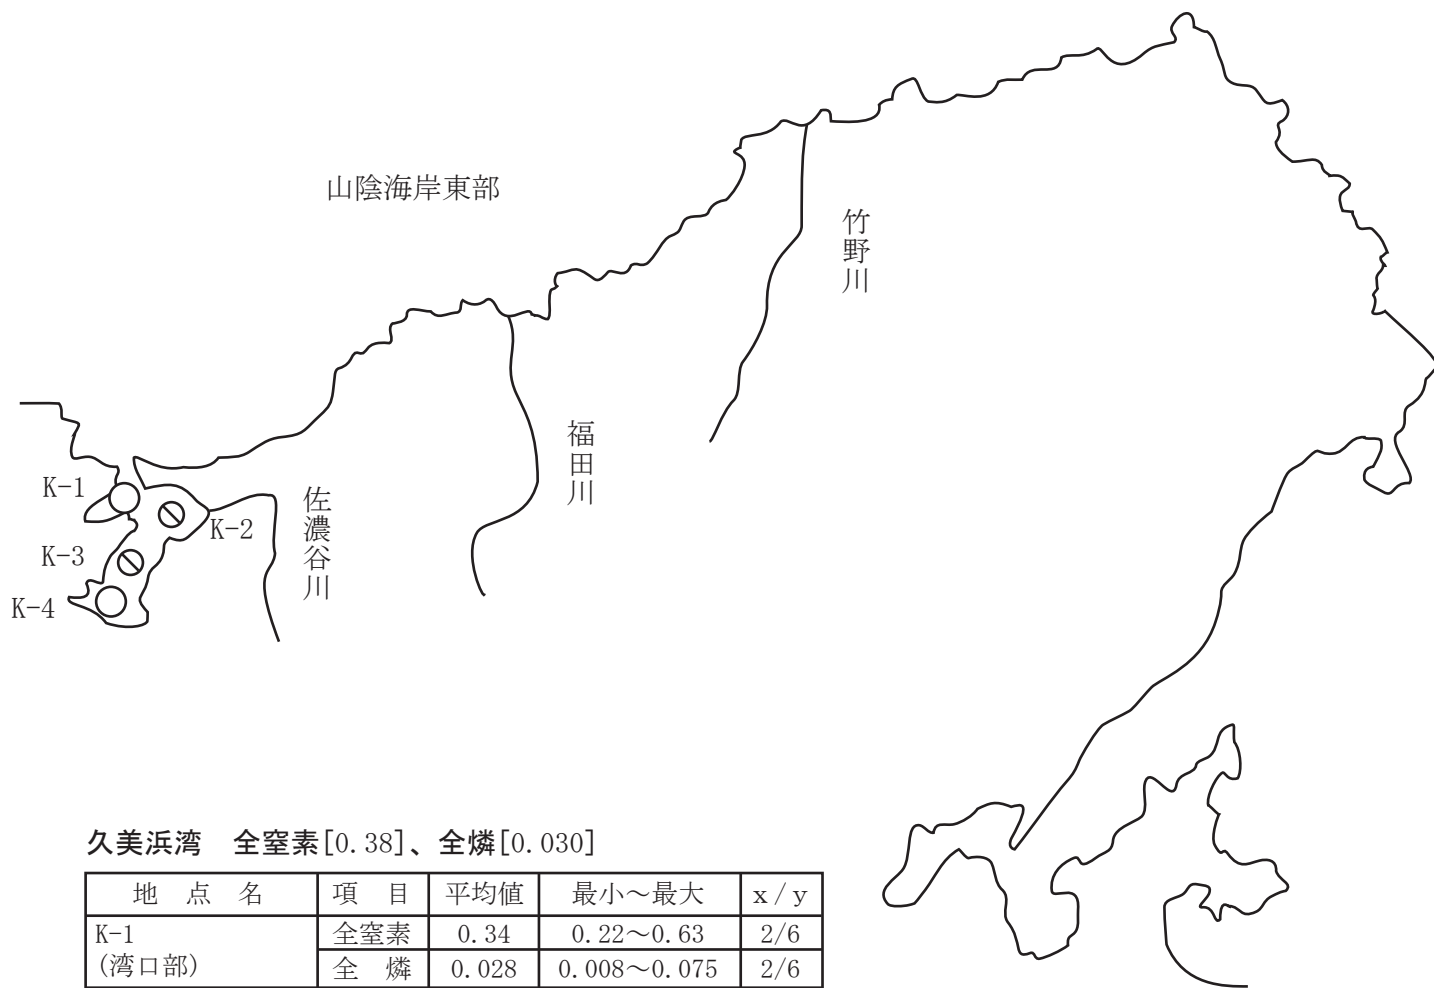 山陰海岸東部
竹野川
福田川
佐濃谷川
K-1
K-2
K-3
K-4
久美浜湾　全窒素[0.38]、全燐[0.030]
地　点　名　項　目　平均値　最小～最大　x/y
K-1　全窒素　0.34　0.22～0.63　2/6
(湾口部)　全　燐　0.028　0.008～0.075　2/6